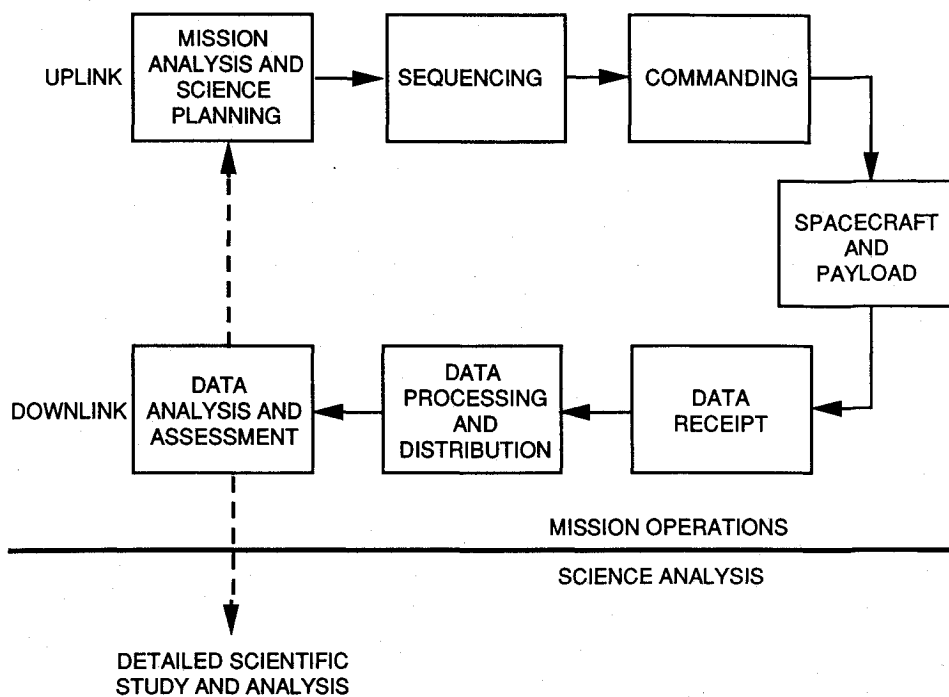 UPLINK
MISSION
ANALYSIS AND
SCIENCE
PLANNING
SEQUENCING
COMMANDING
SPACECRAFT
AND
PAYLOAD
DOWNLINK
DATA
ANALYSIS AND
ASSESSMENT
DATA
PROCESSING
AND
DISTRIBUTION
DATA
RECEIPT
MISSION OPERATIONS
SCIENCE ANALYSIS
DETAILED SCIENTIFIC
STUDY AND ANALYSIS